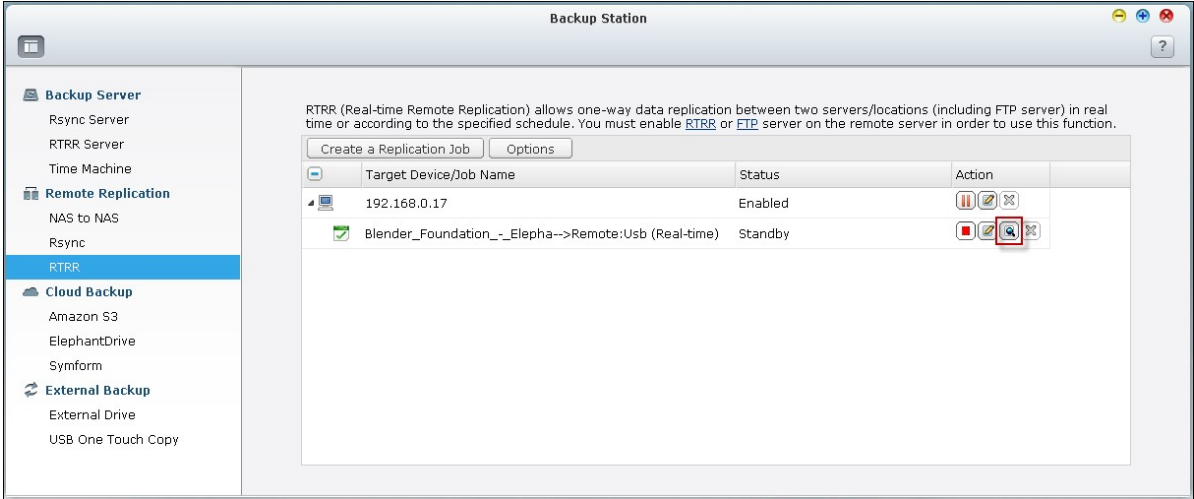 Backup Station
?
Backup Server
Rsync Server
RTRR Server
Time Machine
Remote Replication
NAS to NAS
Rsync
RTRR
Cloud Backup
Amazon S3
ElephantDrive
Symform
External Backup
External Drive
USB One Touch Copy
RTRR (Real-time Remote Replication) allows one-way data replication between two servers/locations (including FTP server) in real
time or according to the specified schedule. You must enable RTRR or FTP server on the remote server in order to use this function.
Create a Replication Job Options
Target Device/Job Name Status Action
192.168.0.17 Enabled
Blender_Foundation_-_Elepha-->Remote:Usb (Real-time) Standby